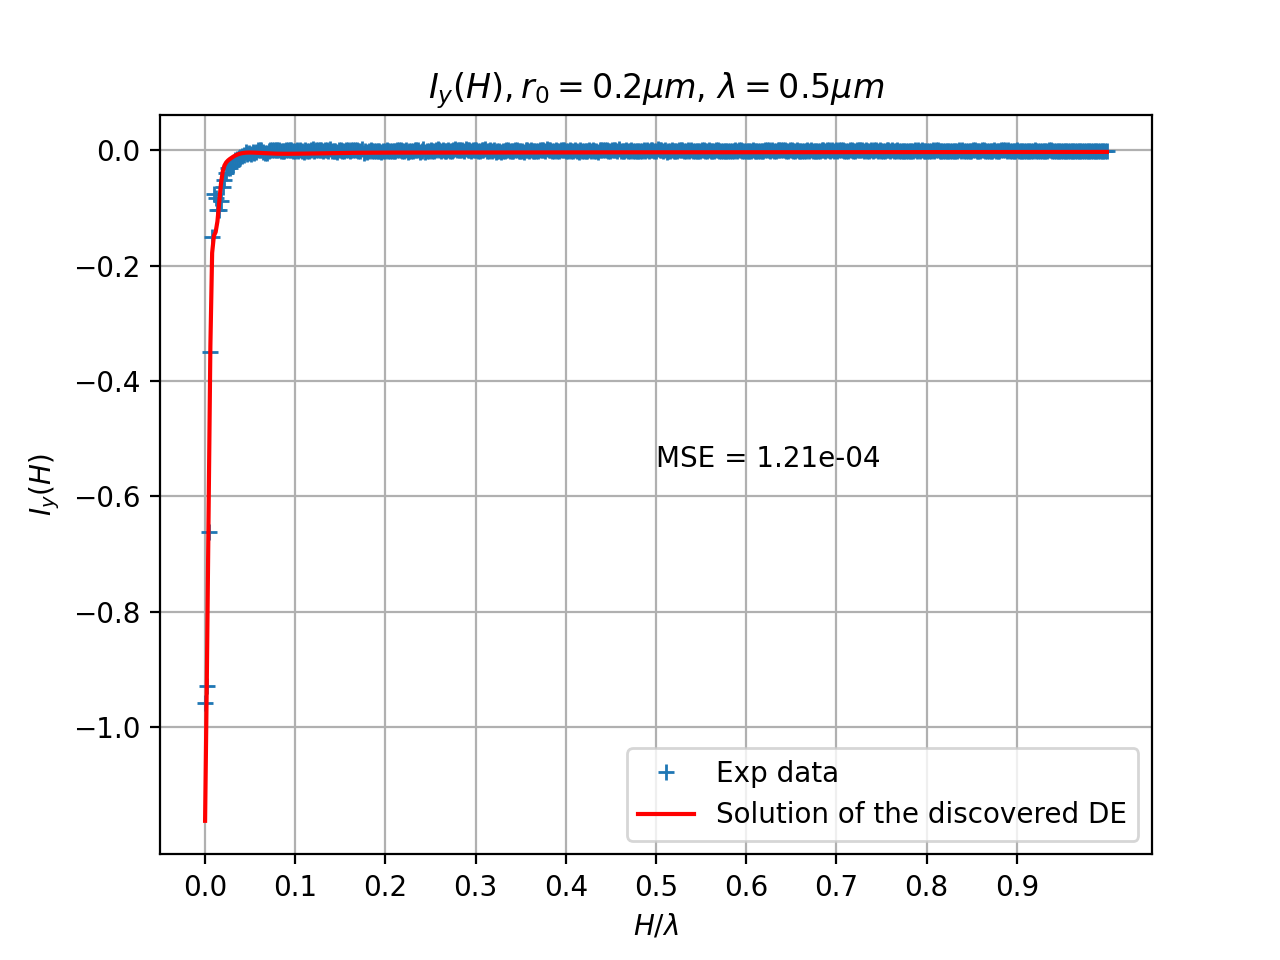 I_y(H), r_0 = 0.2μm, λ = 0.5μm
0.0
−0.2
−0.4
−0.6
−0.8
−1.0
I_y(H)
MSE = 1.21e-04
Exp data
Solution of the discovered DE
0.0 0.1 0.2 0.3 0.4 0.5 0.6 0.7 0.8 0.9
H/λ